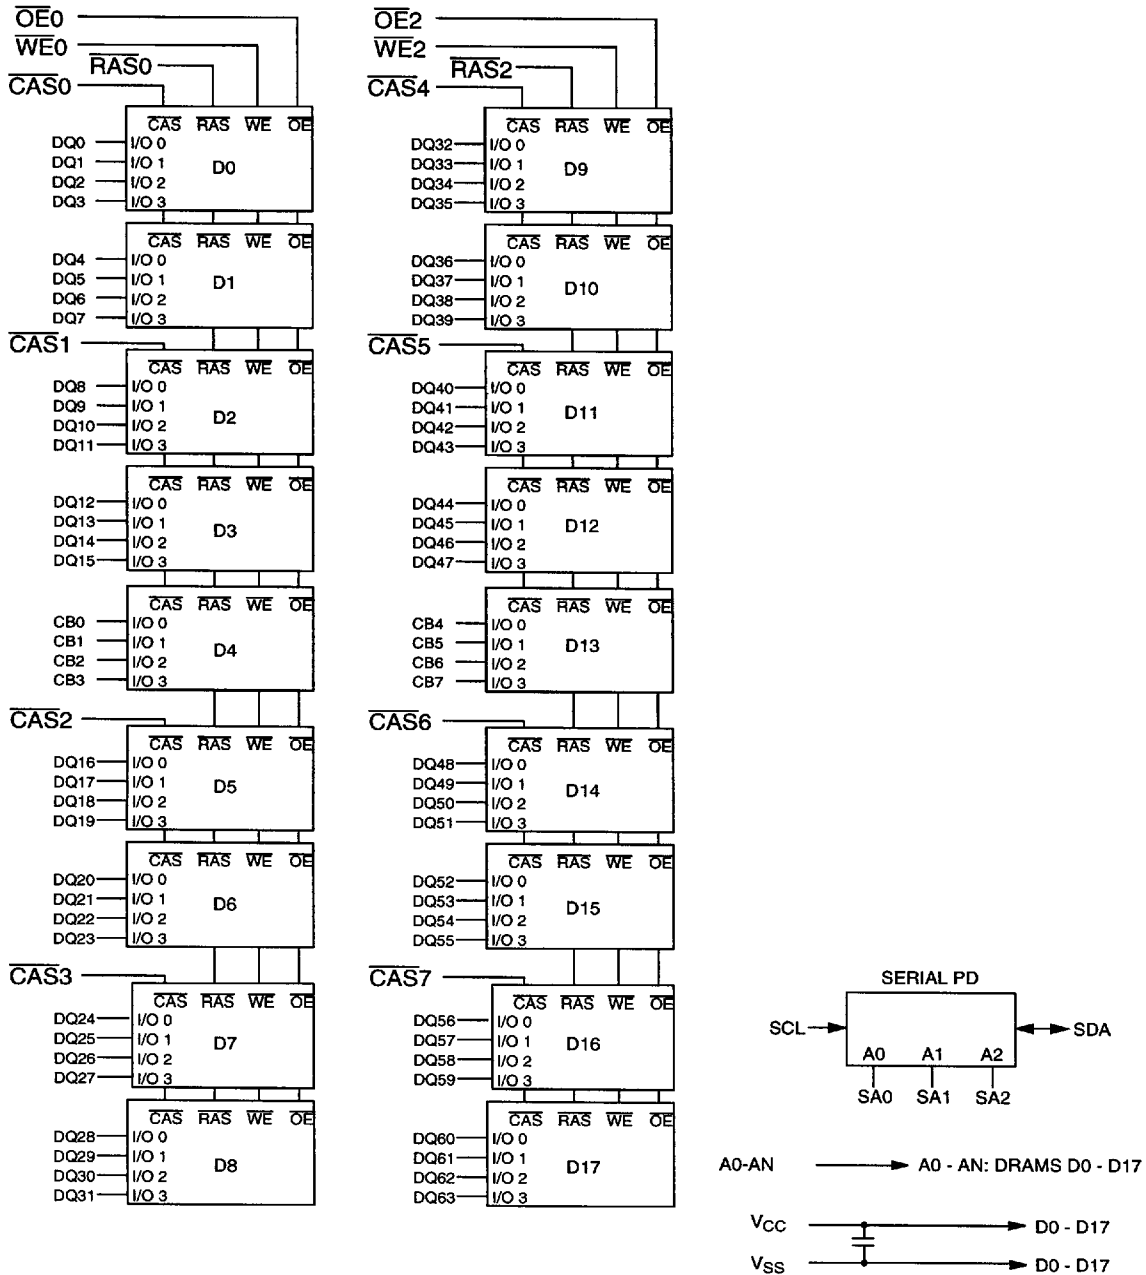 OE0
WE0
RAS0
CAS0
CAS RAS WE OE
DQ0 I/O 0
DQ1 I/O 1
D0
DQ2 I/O 2
DQ3 I/O 3
CAS RAS WE OE
DQ4 I/O 0
DQ5 I/O 1
D1
DQ6 I/O 2
DQ7 I/O 3
CAS1
CAS RAS WE OE
DQ8 I/O 0
DQ9 I/O 1
D2
DQ10 I/O 2
DQ11 I/O 3
CAS RAS WE OE
DQ12 I/O 0
DQ13 I/O 1
D3
DQ14 I/O 2
DQ15 I/O 3
CAS RAS WE OE
CB0 I/O 0
CB1 I/O 1
D4
CB2 I/O 2
CB3 I/O 3
CAS2
CAS RAS WE OE
DQ16 I/O 0
DQ17 I/O 1
D5
DQ18 I/O 2
DQ19 I/O 3
CAS RAS WE OE
DQ20 I/O 0
DQ21 I/O 1
D6
DQ22 I/O 2
DQ23 I/O 3
CAS3
CAS RAS WE OE
DQ24 I/O 0
DQ25 I/O 1
D7
DQ26 I/O 2
DQ27 I/O 3
CAS RAS WE OE
DQ28 I/O 0
DQ29 I/O 1
D8
DQ30 I/O 2
DQ31 I/O 3
OE2
WE2
RAS2
CAS4
CAS RAS WE OE
DQ32 I/O 0
DQ33 I/O 1
D9
DQ34 I/O 2
DQ35 I/O 3
CAS RAS WE OE
DQ36 I/O 0
DQ37 I/O 1
D10
DQ38 I/O 2
DQ39 I/O 3
CAS5
CAS RAS WE OE
DQ40 I/O 0
DQ41 I/O 1
D11
DQ42 I/O 2
DQ43 I/O 3
CAS RAS WE OE
DQ44 I/O 0
DQ45 I/O 1
D12
DQ46 I/O 2
DQ47 I/O 3
CAS RAS WE OE
CB4 I/O 0
CB5 I/O 1
D13
CB6 I/O 2
CB7 I/O 3
CAS6
CAS RAS WE OE
DQ48 I/O 0
DQ49 I/O 1
D14
DQ50 I/O 2
DQ51 I/O 3
CAS RAS WE OE
DQ52 I/O 0
DQ53 I/O 1
D15
DQ54 I/O 2
DQ55 I/O 3
CAS7
CAS RAS WE OE
DQ56 I/O 0
DQ57 I/O 1
D16
DQ58 I/O 2
DQ59 I/O 3
CAS RAS WE OE
DQ60 I/O 0
DQ61 I/O 1
D17
DQ62 I/O 2
DQ63 I/O 3
SERIAL PD
SCL SDA
A0 A1 A2
SA0 SA1 SA2
A0-AN A0 - AN: DRAMS D0 - D17
VCC D0 - D17
VSS D0 - D17